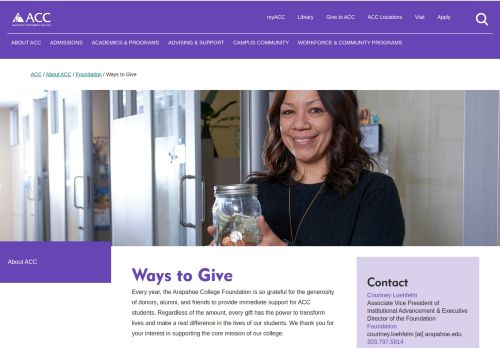 myACC Library Give to ACC ACC Locations Visit Apply
ACC
ABOUT ACC ADMISSIONS ACADEMICS & PROGRAMS ADVISING & SUPPORT CAMPUS COMMUNITY WORKFORCE & COMMUNITY PROGRAMS
ACC / About ACC / Foundation / Ways to Give
About ACC
Ways to Give
Every year, the Arapahoe College Foundation is so grateful for the generosity
of donors, alumni, and friends to provide immediate support for ACC
students. Regardless of the amount, every gift has the power to transform
lives and make a real difference in the lives of our students. We thank you for
your interest in supporting the core mission of our college.
Contact
Courtney Loehfelm
Associate Vice President of
Institutional Advancement & Executive
Director of the Foundation
Foundation
courtney.loehfelm [at] arapahoe.edu
303.797.5914